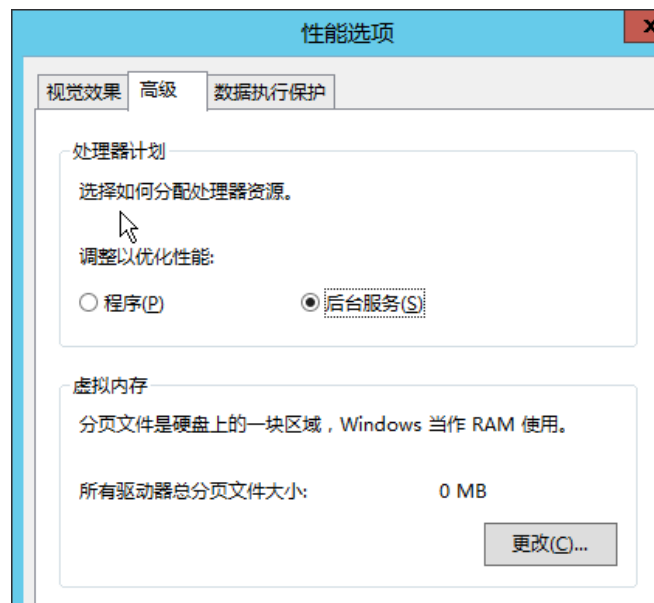 性能选项
视觉效果 高级 数据执行保护
处理器计划
选择如何分配处理器资源。
调整以优化性能:
程序(P) 后台服务(S)
虚拟内存
分页文件是硬盘上的一块区域，Windows 当作 RAM 使用。
所有驱动器总分页文件大小: 0 MB
更改(C)...